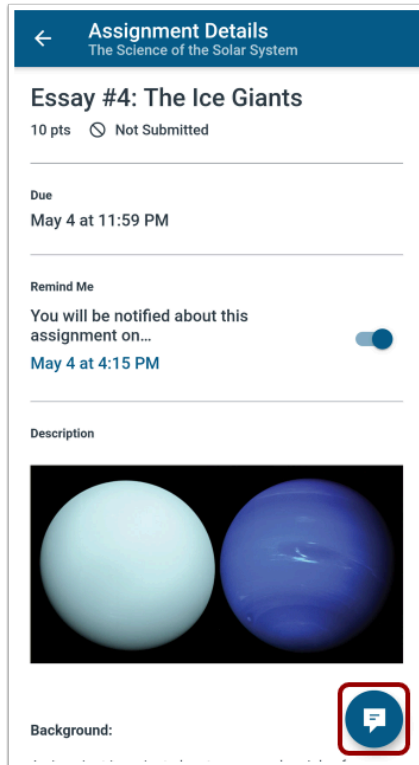 Assignment Details
The Science of the Solar System
Essay #4: The Ice Giants
10 pts Not Submitted
Due
May 4 at 11:59 PM
Remind Me
You will be notified about this
assignment on...
May 4 at 4:15 PM
Description
Background: